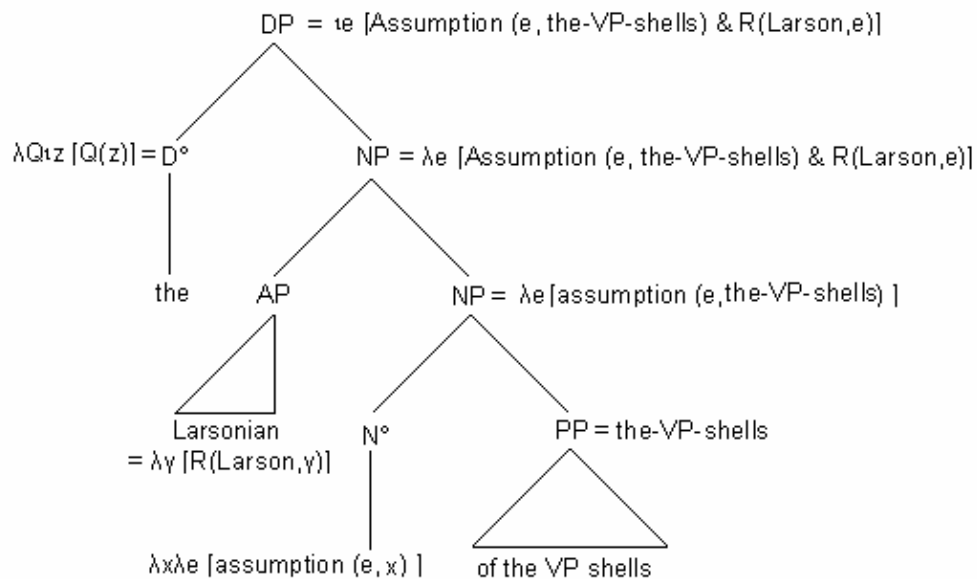 DP = ιe [Assumption (e, the-VP-shells) & R(Larson,e)]
λQιz [Q(z)] = D° NP = λe [Assumption (e, the-VP-shells) & R(Larson,e)]
the AP NP = λe [assumption (e,the-VP-shells) ]
Larsonian N° PP = the-VP-shells
= λγ [R(Larson,γ)]
λxλe [assumption (e, x) ] of the VP shells